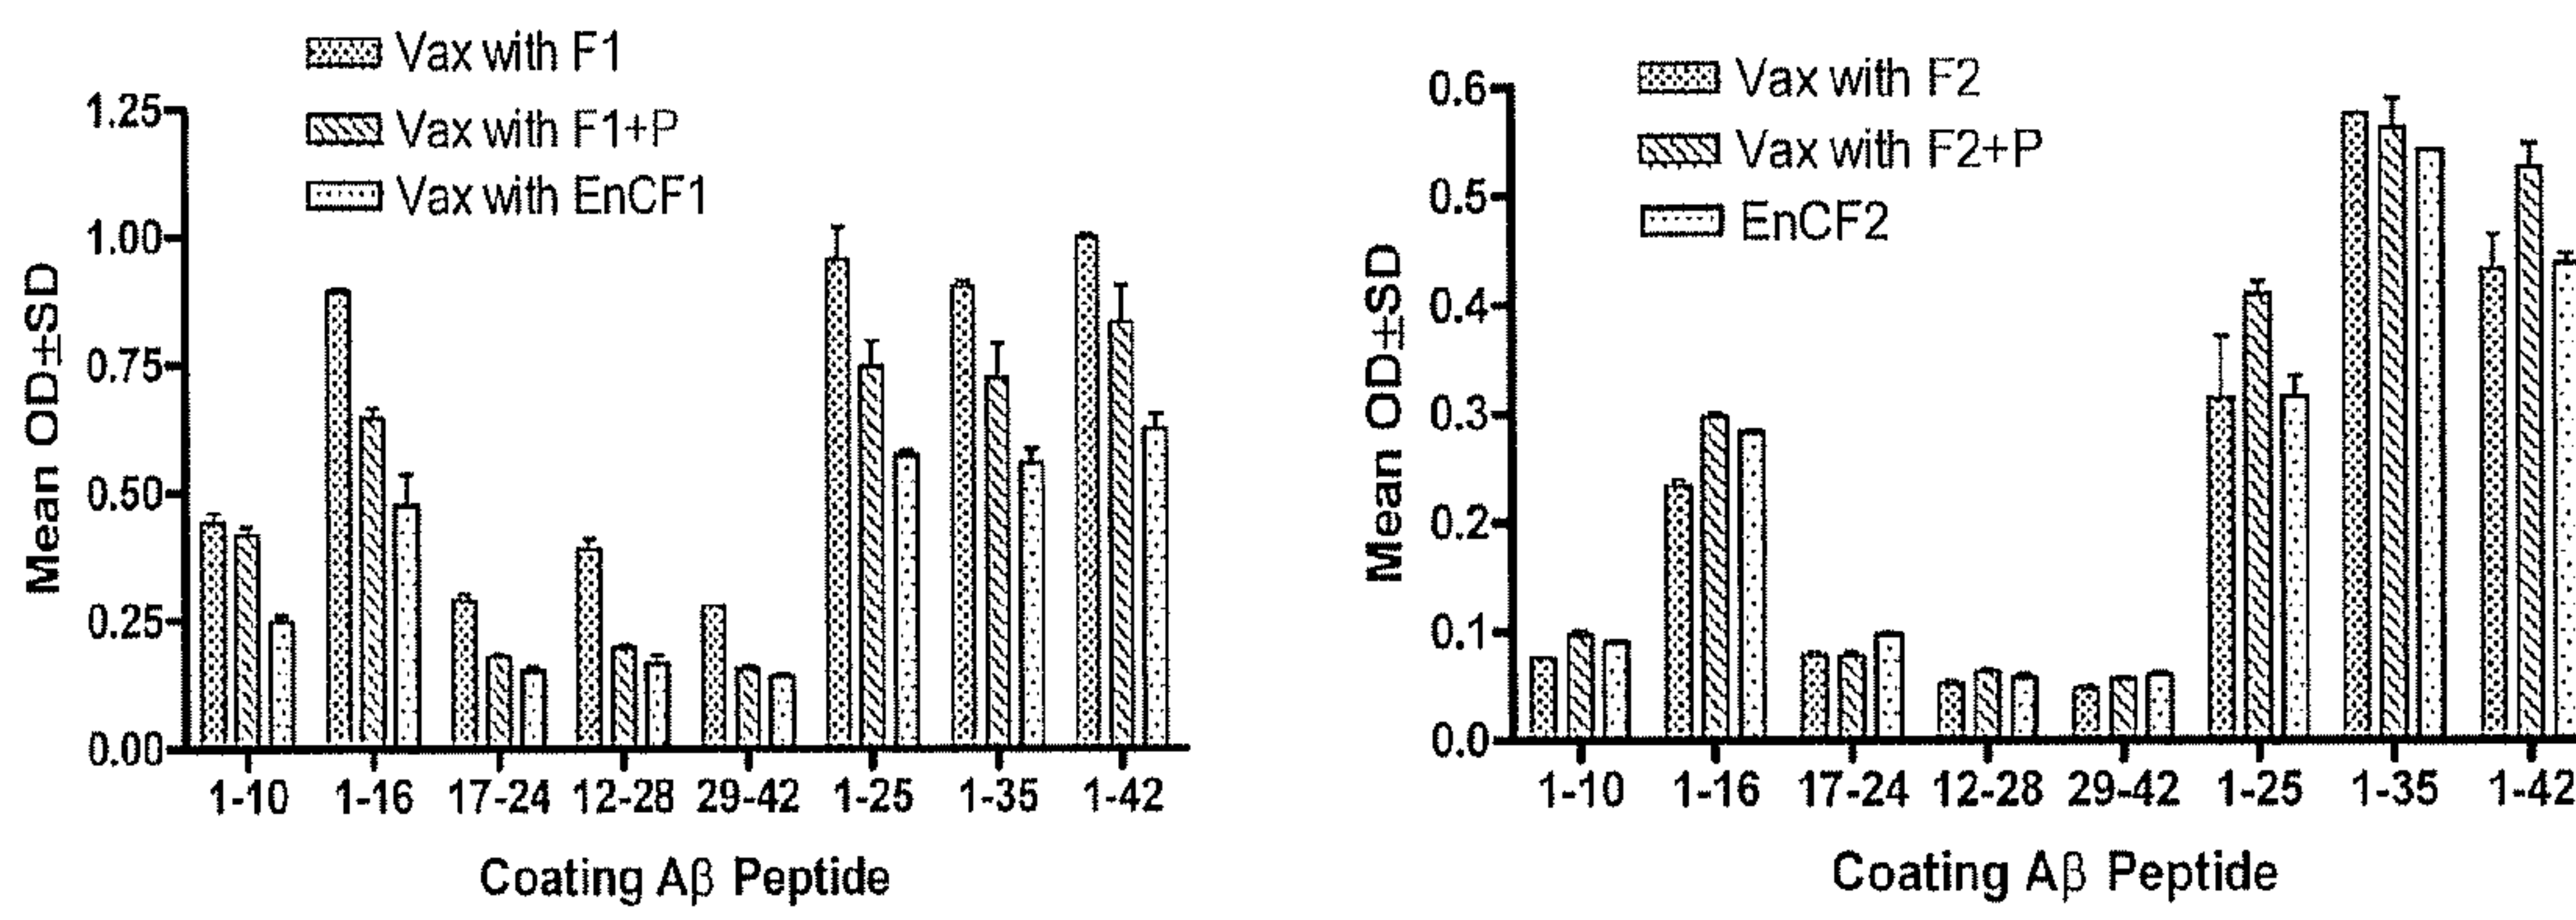 Vax with F1
Vax with F1+P
Vax with EnCF1
1.25
1.00
0.75
0.50
0.25
0.00
Mean OD±SD
1-10 1-16 17-24 12-28 29-42 1-25 1-35 1-42
Coating Aβ Peptide
Vax with F2
Vax with F2+P
EnCF2
0.6
0.5
0.4
0.3
0.2
0.1
0.0
Mean OD±SD
1-10 1-16 17-24 12-28 29-42 1-25 1-35 1-42
Coating Aβ Peptide